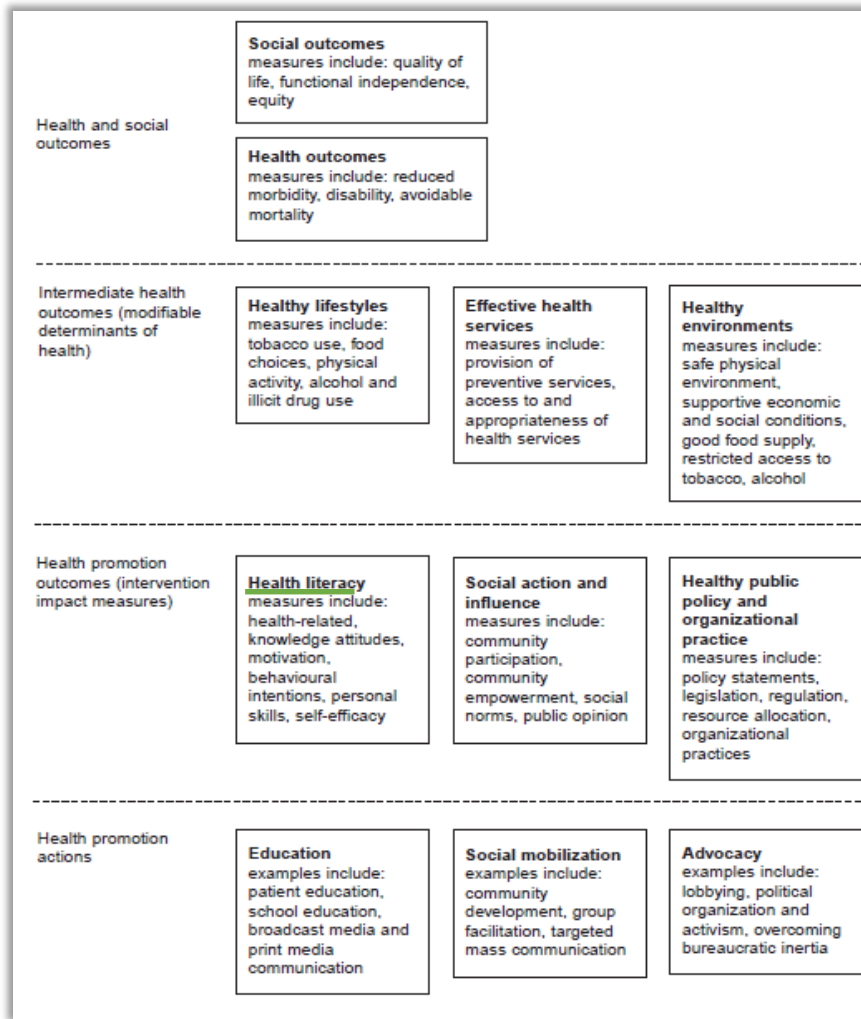 Social outcomes
measures include: quality of
life, functional independence,
equity
Health and social
outcomes
Health outcomes
measures include: reduced
morbidity, disability, avoidable
mortality
Intermediate health
outcomes (modifiable
determinants of
health)
Healthy lifestyles
measures include:
tobacco use, food
choices, physical
activity, alcohol and
illicit drug use
Effective health
services
measures include:
provision of
preventive services,
access to and
appropriateness of
health services
Healthy
environments
measures include:
safe physical
environment,
supportive economic
and social conditions,
good food supply,
restricted access to
tobacco, alcohol
Health promotion
outcomes (intervention
impact measures)
Health literacy
measures include:
health-related,
knowledge attitudes,
motivation,
behavioural
intentions, personal
skills, self-efficacy
Social action and
influence
measures include:
community
participation,
community
empowerment, social
norms, public opinion
Healthy public
policy and
organizational
practice
measures include:
policy statements,
legislation, regulation,
resource allocation,
organizational
practices
Health promotion
actions
Education
examples include:
patient education,
school education,
broadcast media and
print media
communication
Social mobilization
examples include:
community
development, group
facilitation, targeted
mass communication
Advocacy
examples include:
lobbying, political
organization and
activism, overcoming
bureaucratic inertia